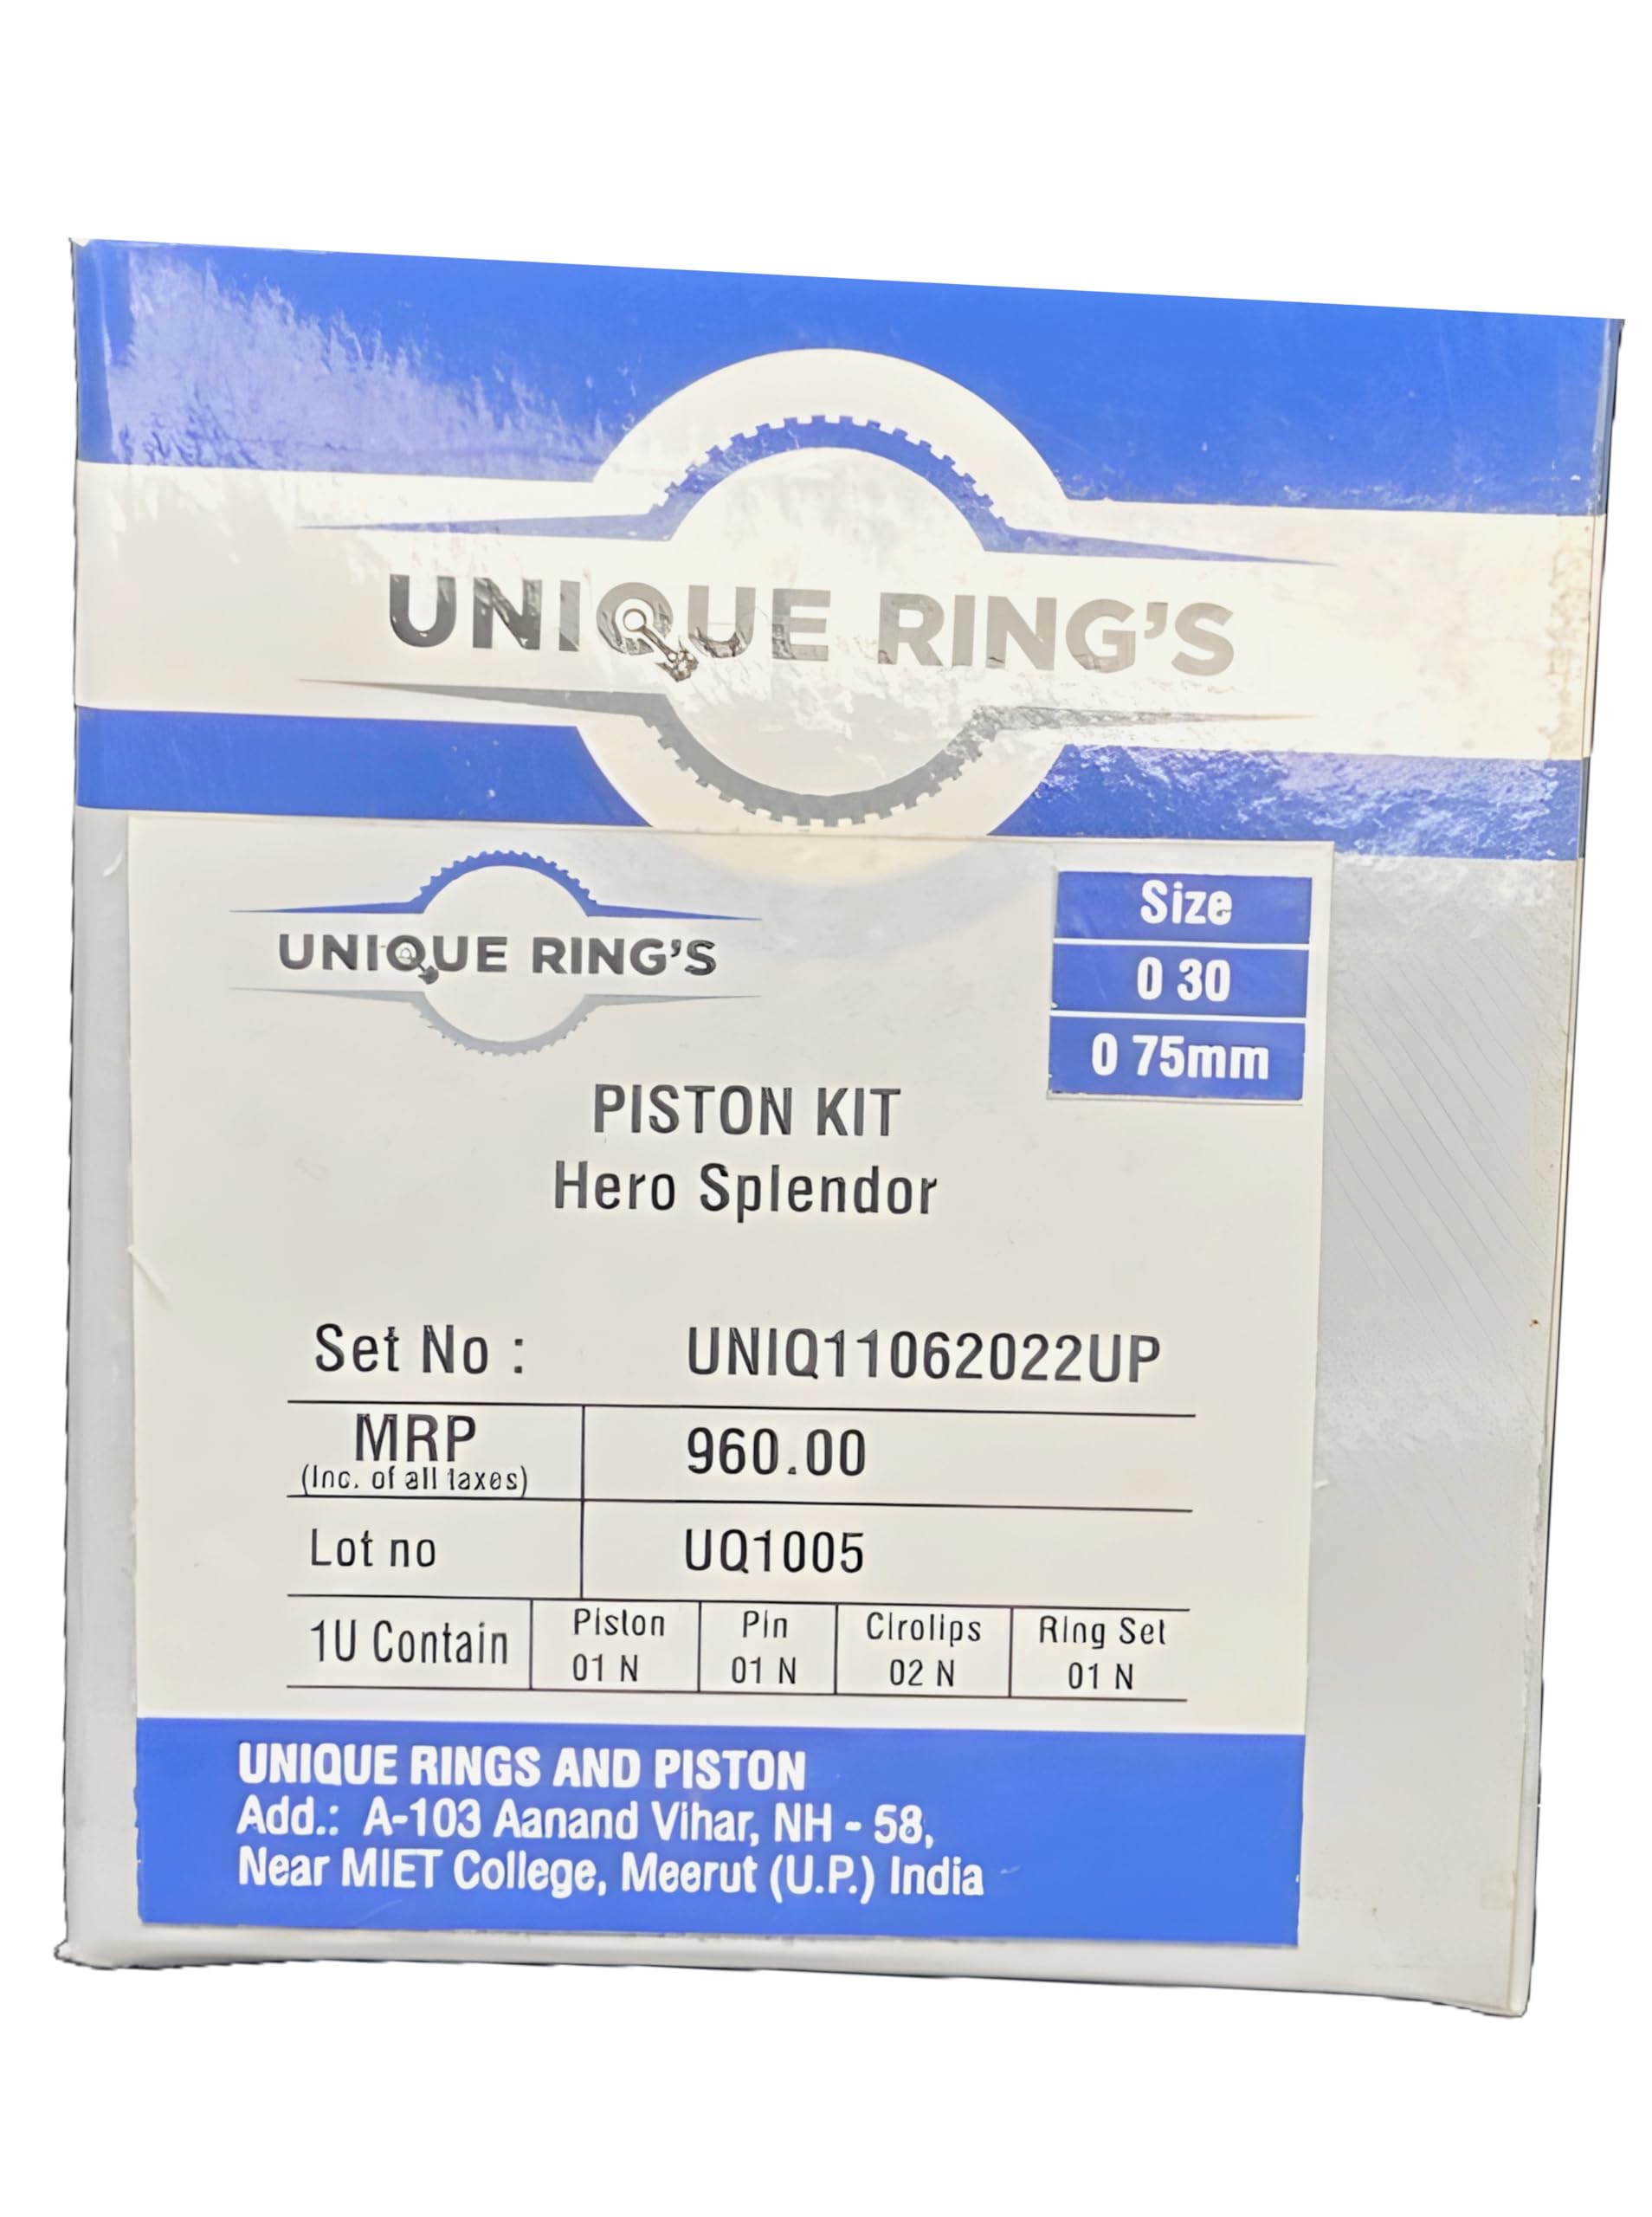 UNIQUE RING'S
UNIQUE RING'S
Size
0 30
0 75mm
PISTON KIT
Hero Splendor
Set No : UNIQ11062022UP
MRP 960.00
(Inc. of all taxes)
Lot no UQ1005
1U Contain
Piston Pin Cirolips Ring Set
01 N 01 N 02 N 01 N
UNIQUE RINGS AND PISTON
Add.: A-103 Aanand Vihar, NH - 58,
Near MIET College, Meerut (U.P.) India